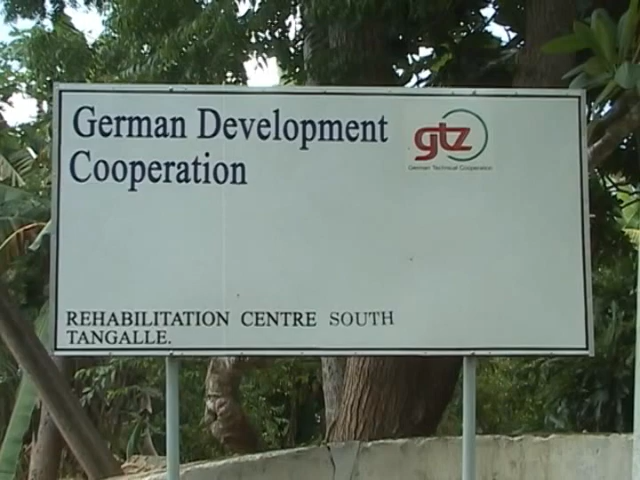 German Development
Cooperation
gtz
German Technical Cooperation
REHABILITATION CENTRE SOUTH
TANGALLE.